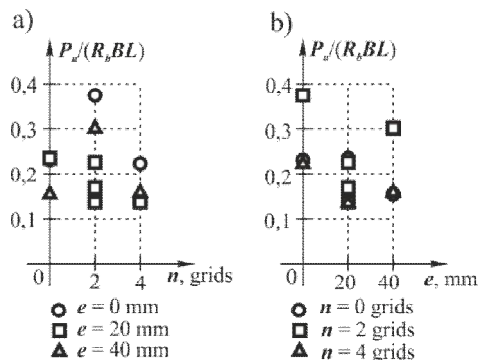 a)
P_u/(R_bBL)
0,4
0,3
0,2
0,1
0
2
4
n, grids
e = 0 mm
e = 20 mm
e = 40 mm
b)
P_u/(R_bBL)
0,4
0,3
0,2
0,1
0
20
40
e, mm
n = 0 grids
n = 2 grids
n = 4 grids